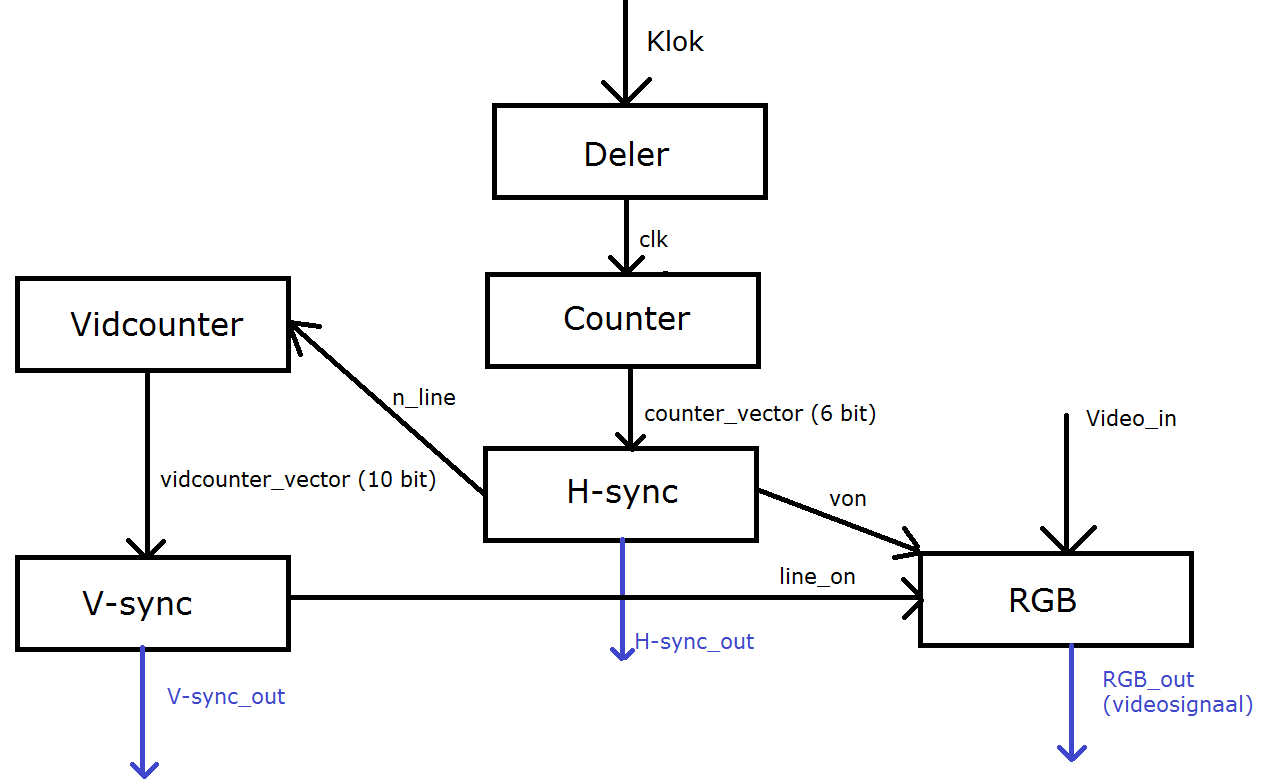 Klok
Deler
clk
Vidcounter
Counter
n_line
counter_vector (6 bit)
Video_in
vidcounter_vector (10 bit)
H-sync
von
line_on
V-sync
RGB
H-sync_out
V-sync_out
RGB_out
(videosignaal)